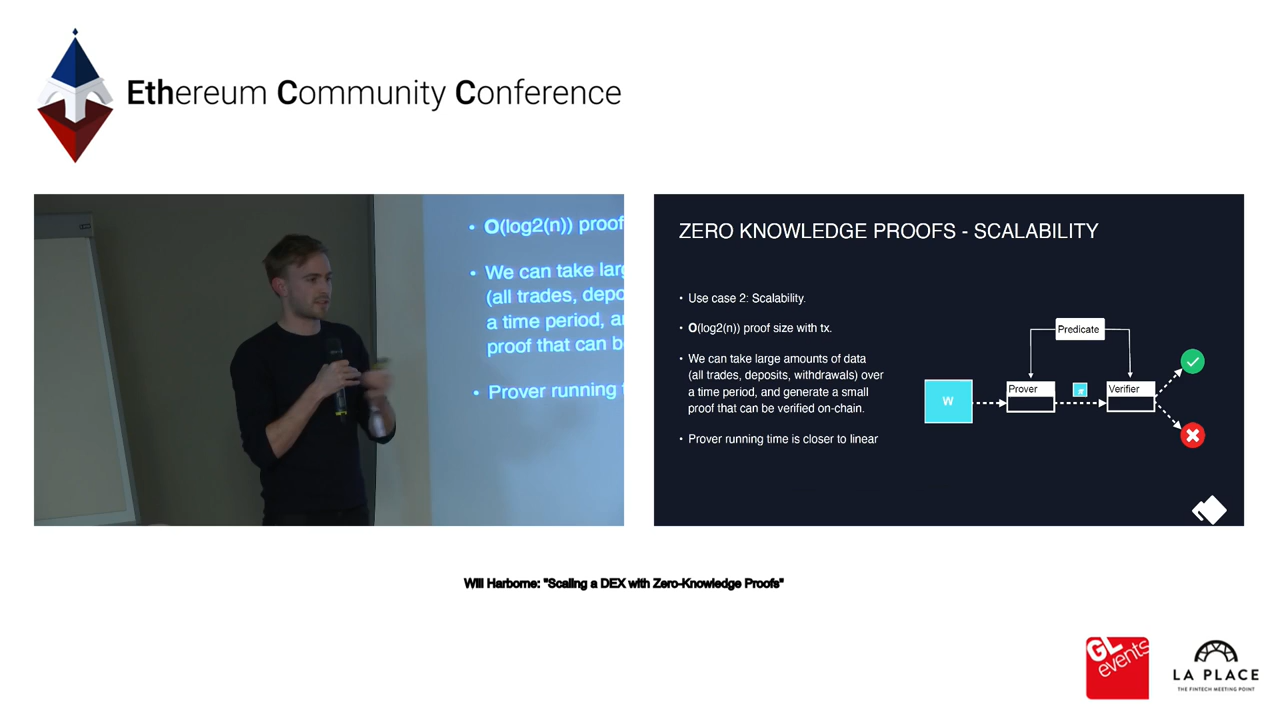 Ethereum Community Conference
• O(log2(n)) proof
• We can take larg
(all trades, depo
a time period, a
proof that can b
• Prover running
ZERO KNOWLEDGE PROOFS - SCALABILITY
• Use case 2: Scalability.
• O(log2(n)) proof size with tx.
• We can take large amounts of data
(all trades, deposits, withdrawals) over
a time period, and generate a small
proof that can be verified on-chain.
• Prover running time is closer to linear
Predicate
W
Prover
π
Verifier
Will Harborne: "Scaling a DEX with Zero-Knowledge Proofs"
GL
events
LA PLACE
THE FINTECH MEETING POINT